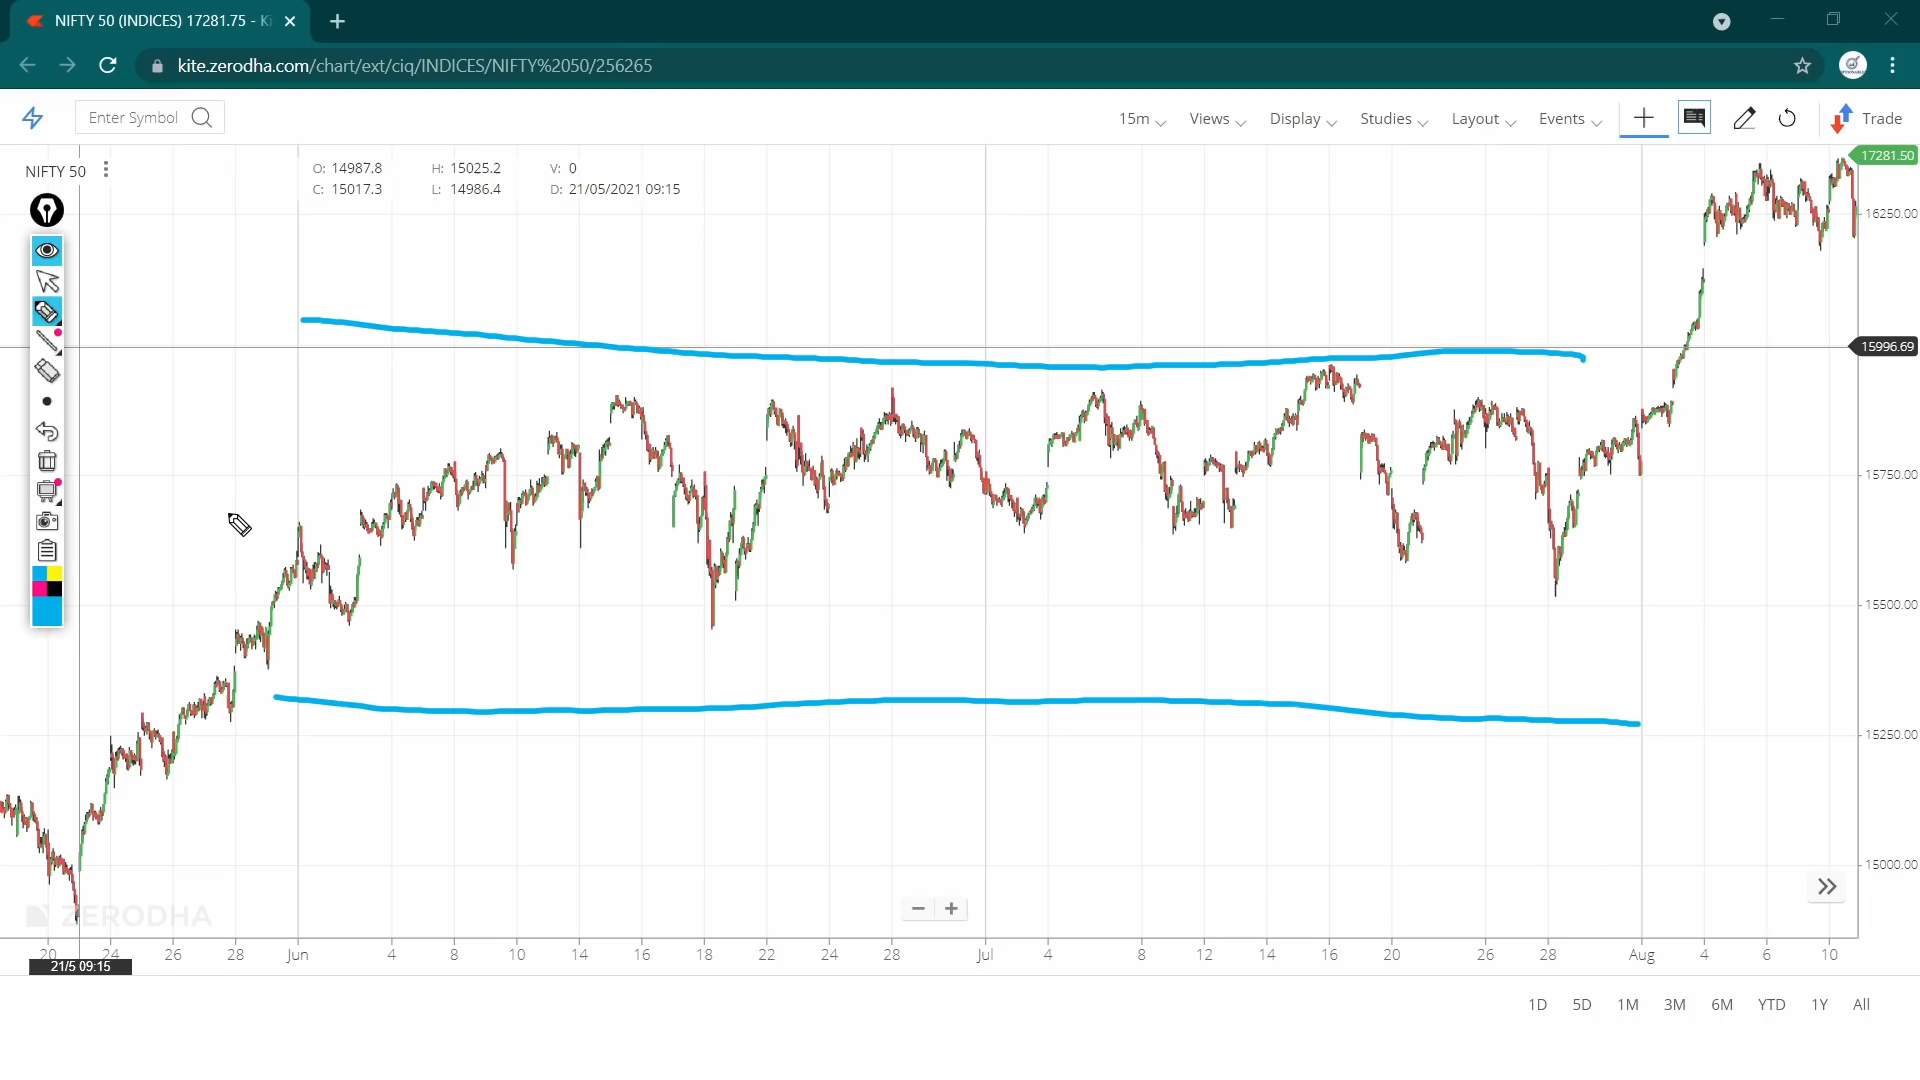 NIFTY 50 (INDICES) 17281.75 - Ki
kite.zerodha.com/chart/ext/ciq/INDICES/NIFTY%2050/256265
Enter Symbol
15m Views Display Studies Layout Events Trade
NIFTY 50
O: 14987.8 H: 15025.2 V: 0
C: 15017.3 L: 14986.4 D: 21/05/2021 09:15
17281.50
16250.00
15996.69
15750.00
15500.00
15250.00
15000.00
ZERODHA
20 24 26 28 Jun 4 8 10 14 16 18 22 24 28 Jul 4 8 12 14 16 20 26 28 Aug 4 6 10
21/5 09:15
1D 5D 1M 3M 6M YTD 1Y All